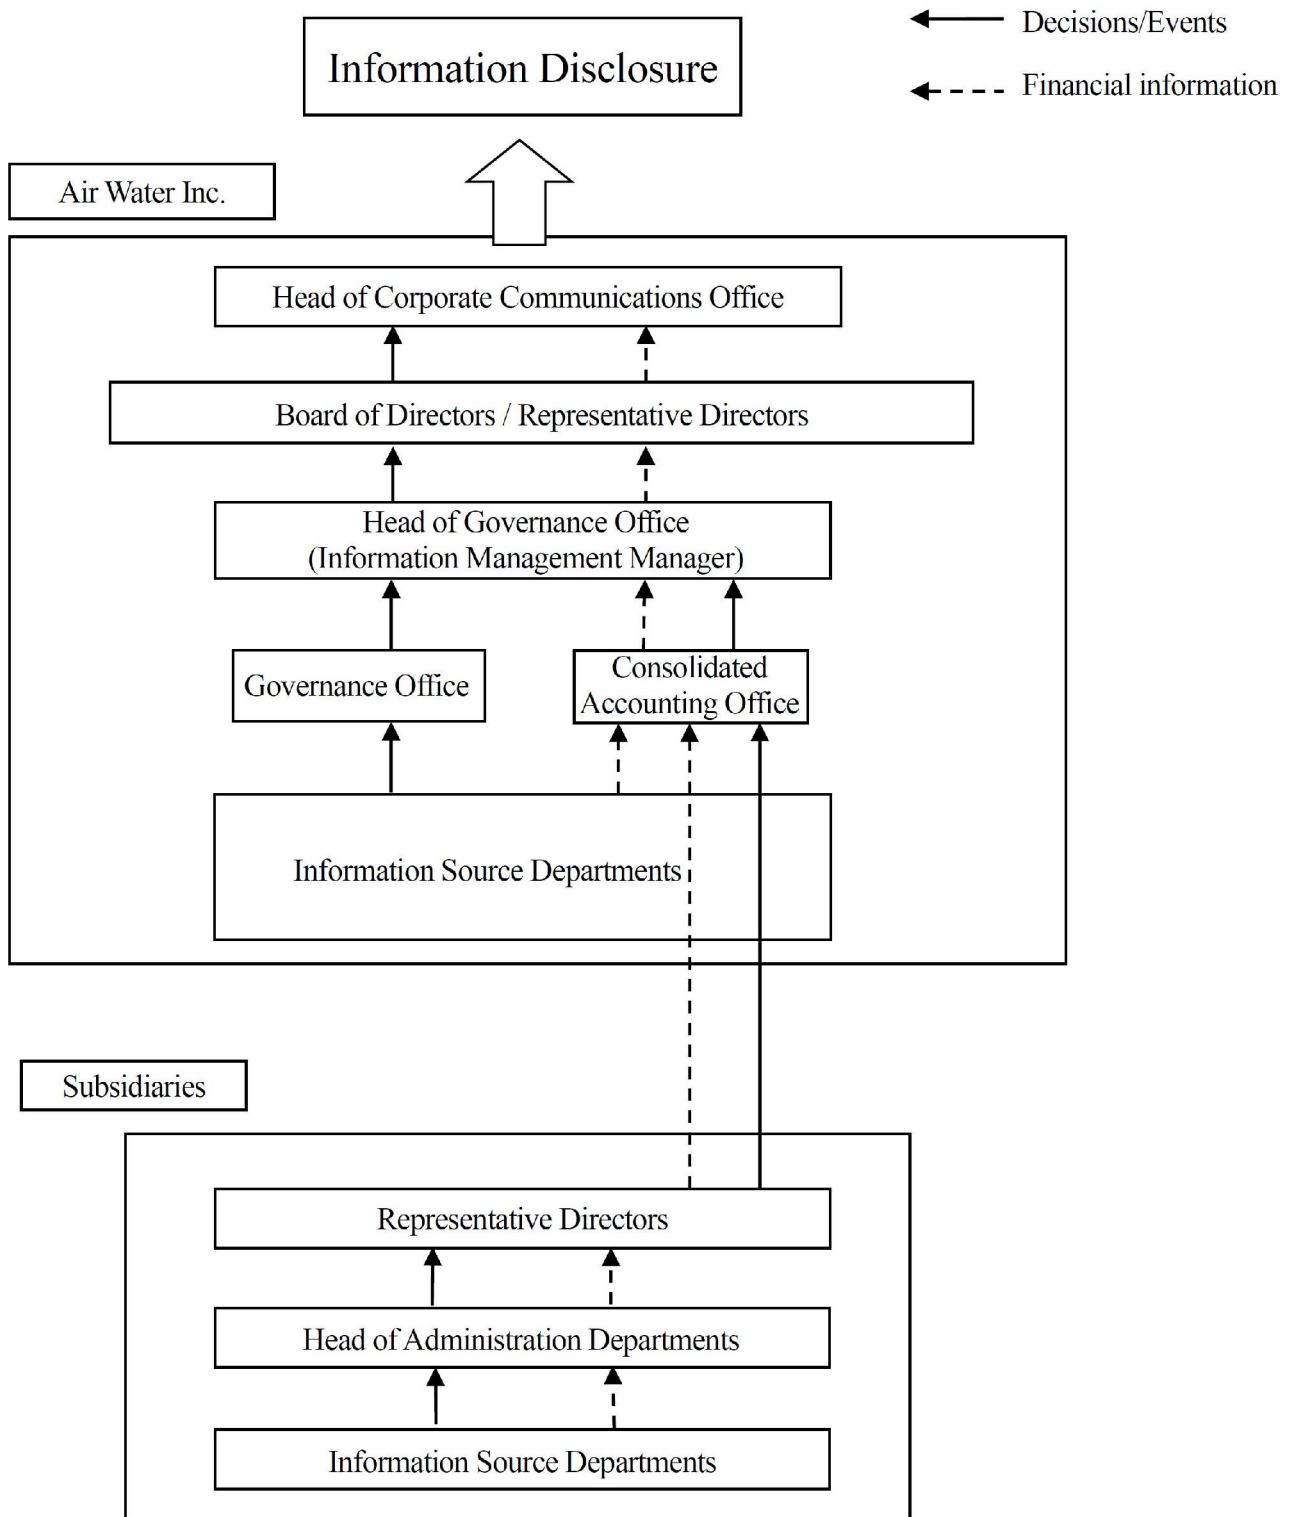 Information Disclosure
Decisions/Events
Financial information
Air Water Inc.
Head of Corporate Communications Office
Board of Directors / Representative Directors
Head of Governance Office
(Information Management Manager)
Governance Office
Consolidated
Accounting Office
Information Source Departments
Subsidiaries
Representative Directors
Head of Administration Departments
Information Source Departments